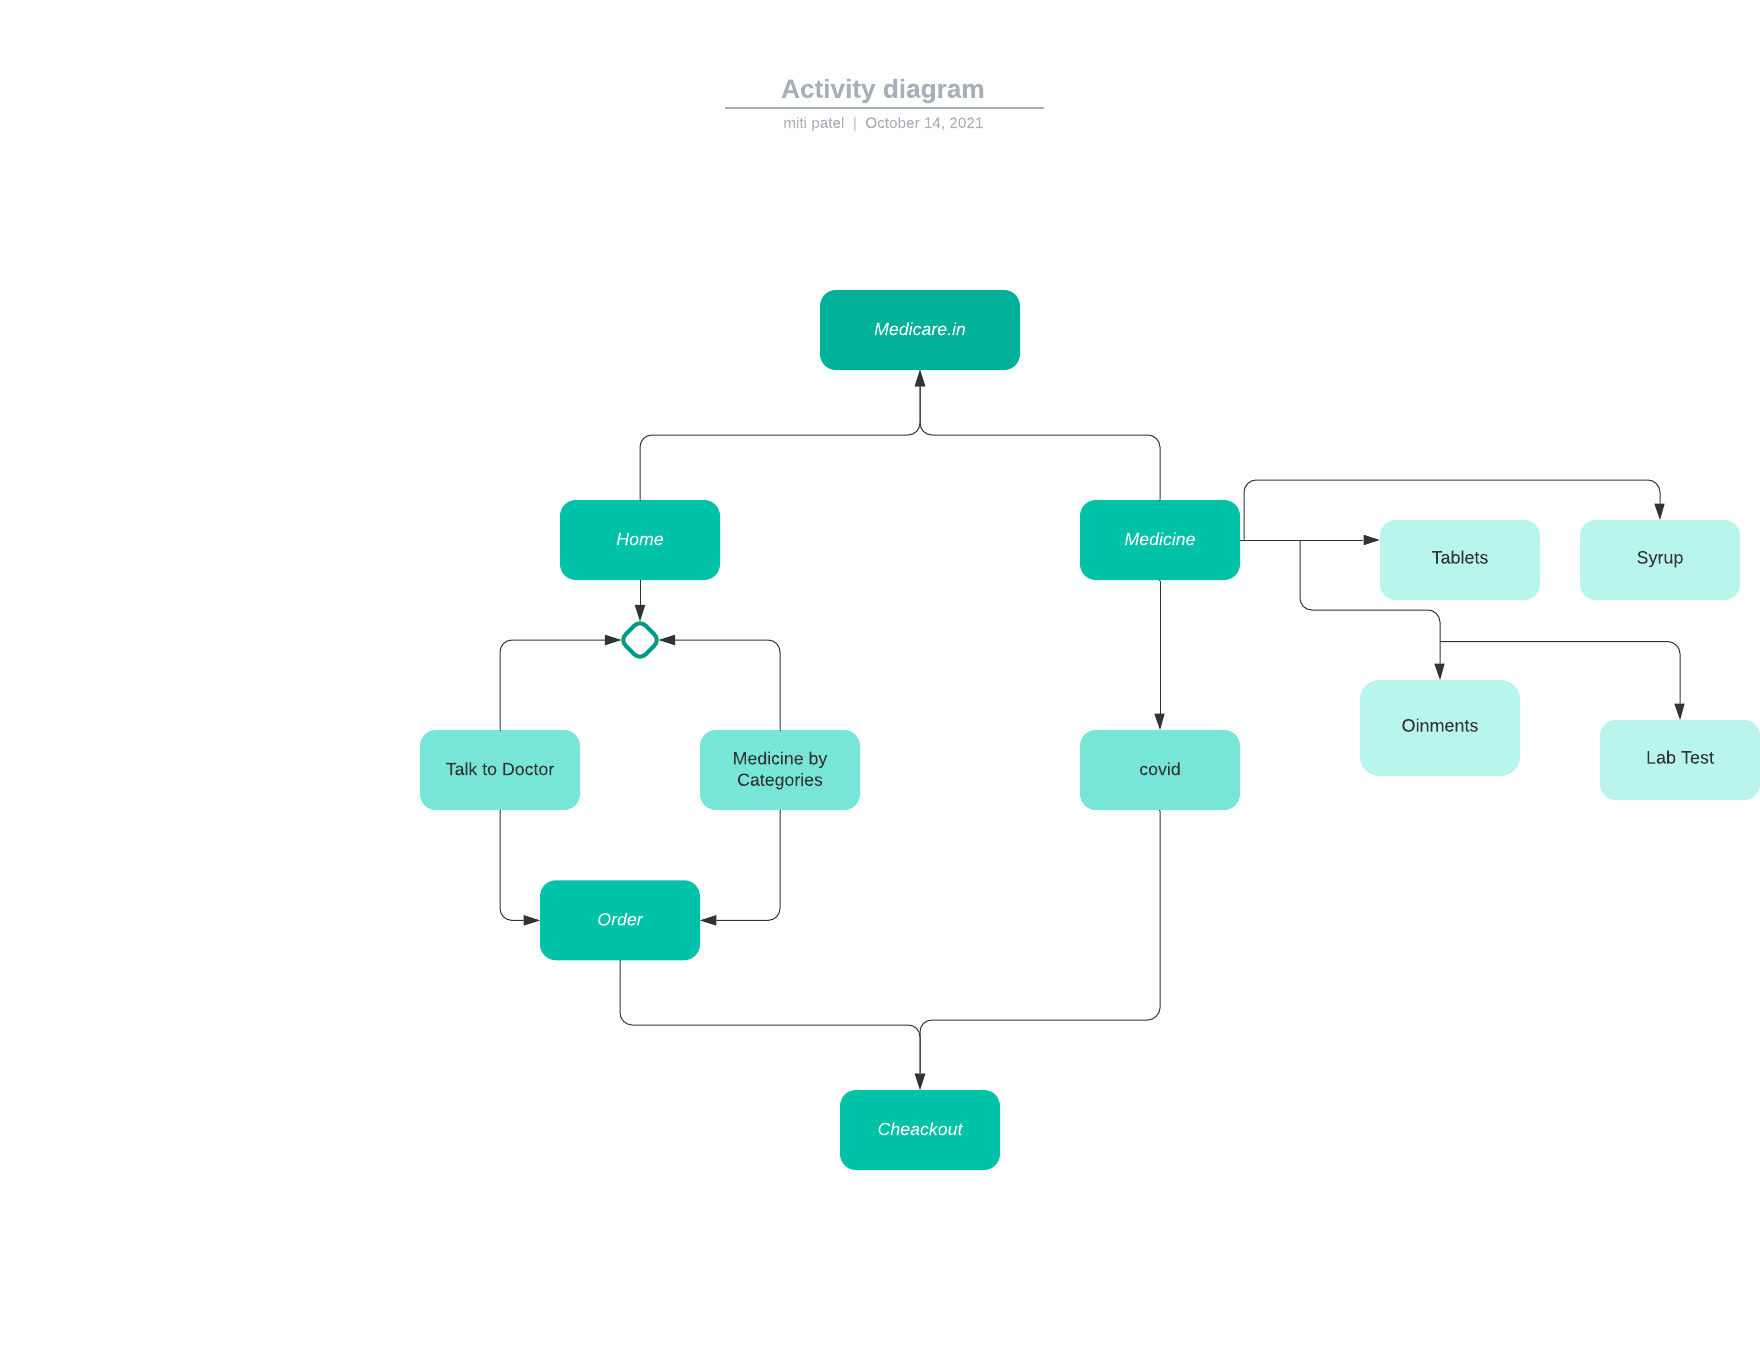 Activity diagram
miti patel | October 14, 2021
Medicare.in
Home
Medicine
Tablets
Syrup
Oinments
Lab Test
Talk to Doctor
Medicine by
Categories
covid
Order
Cheackout